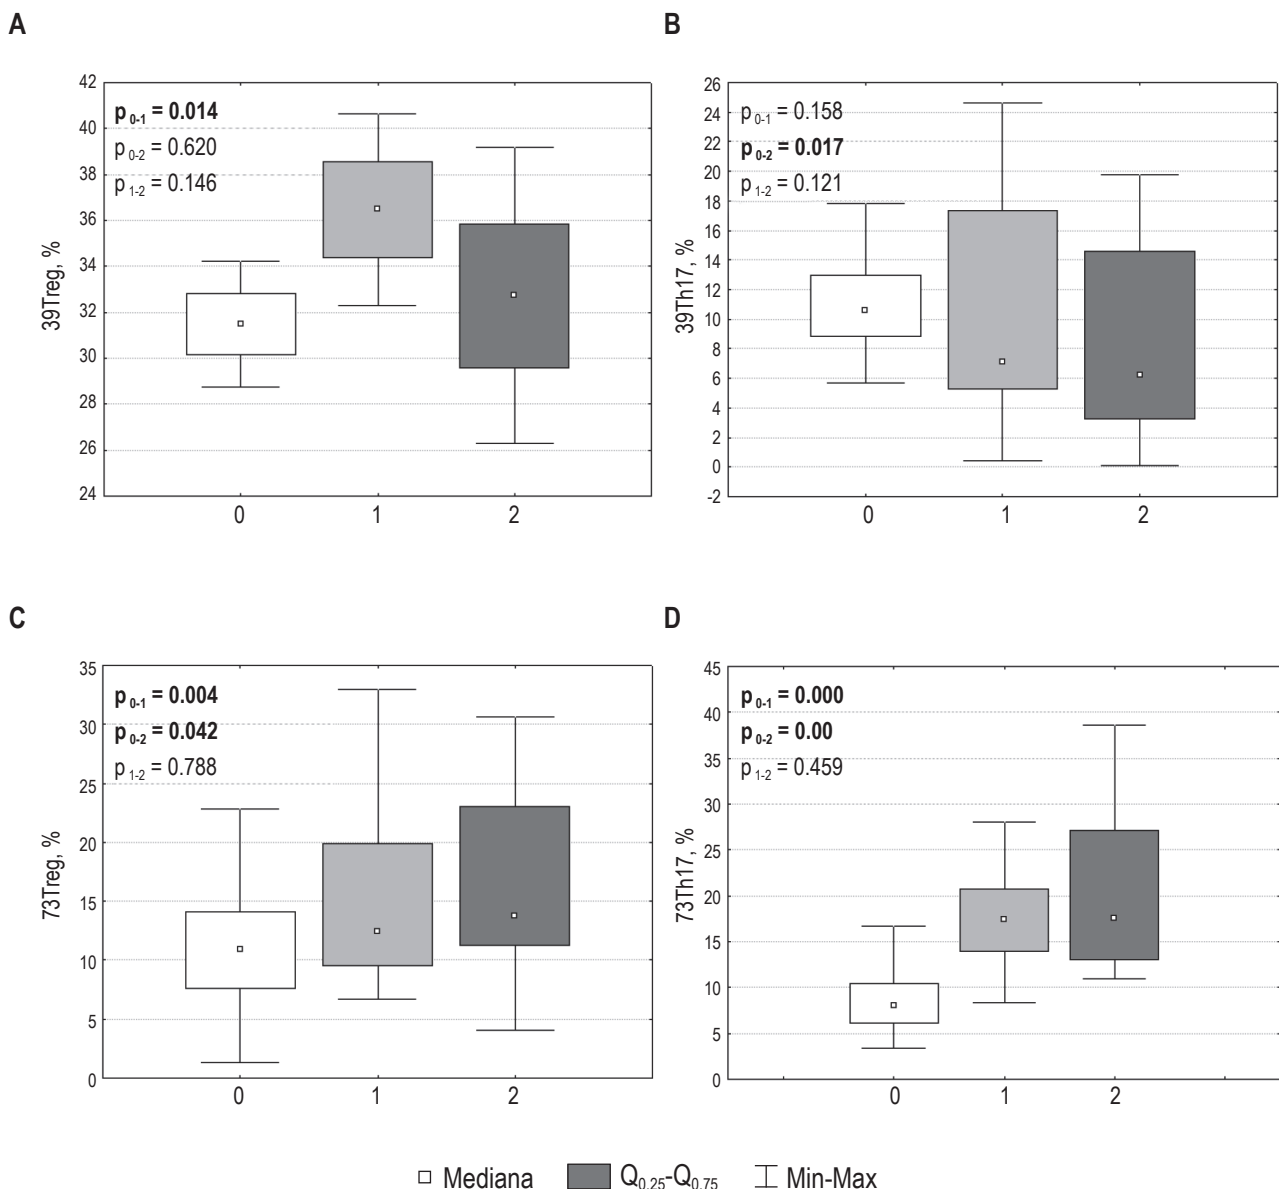 A
42
40
38
36
34
32
30
28
26
24
39Treg, %
p 0-1 = 0.014
p 0-2 = 0.620
p 1-2 = 0.146
0 1 2
B
26
24
22
20
18
16
14
12
10
8
6
4
2
0
-2
39Th17, %
p 0-1 = 0.158
p 0-2 = 0.017
p 1-2 = 0.121
0 1 2
C
35
30
25
20
15
10
5
0
73Treg, %
p 0-1 = 0.004
p 0-2 = 0.042
p 1-2 = 0.788
0 1 2
D
45
40
35
30
25
20
15
10
5
0
73Th17, %
p 0-1 = 0.000
p 0-2 = 0.00
p 1-2 = 0.459
0 1 2
Mediana Q0.25-Q0.75 Min-Max